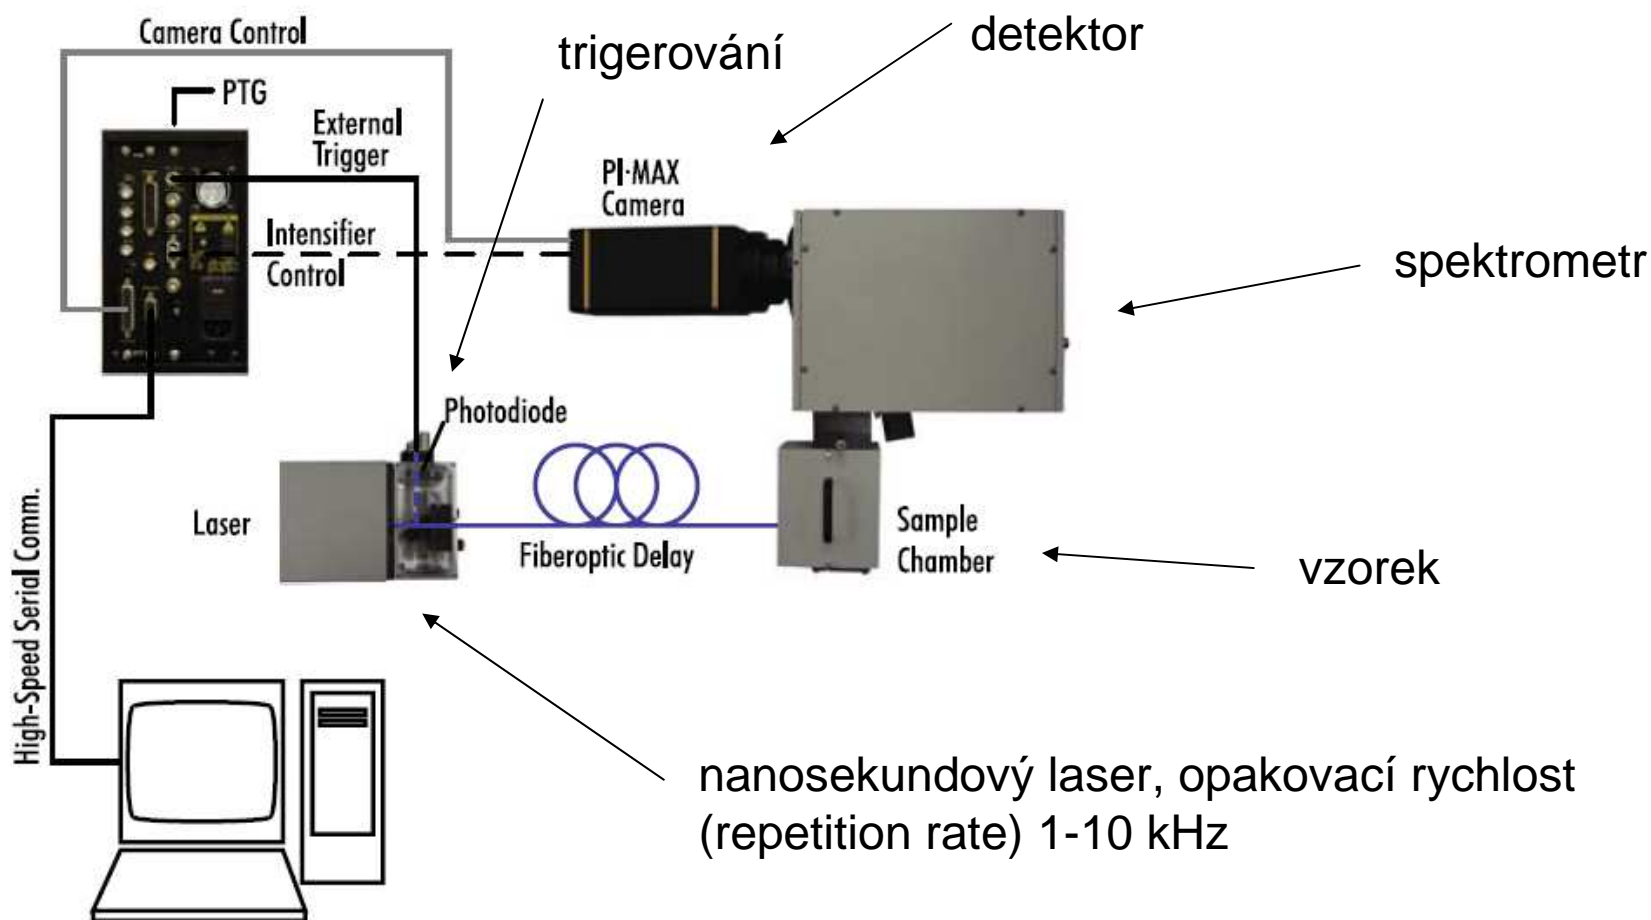 Camera Control
trigerování
detektor
PTG
External
Trigger
PI-MAX
Camera
Intensifier
Control
spektrometr
Photodiode
Laser
Fiberoptic Delay
Sample
Chamber
vzorek
High-Speed Serial Comm.
nanosekundový laser, opakovací rychlost
(repetition rate) 1-10 kHz